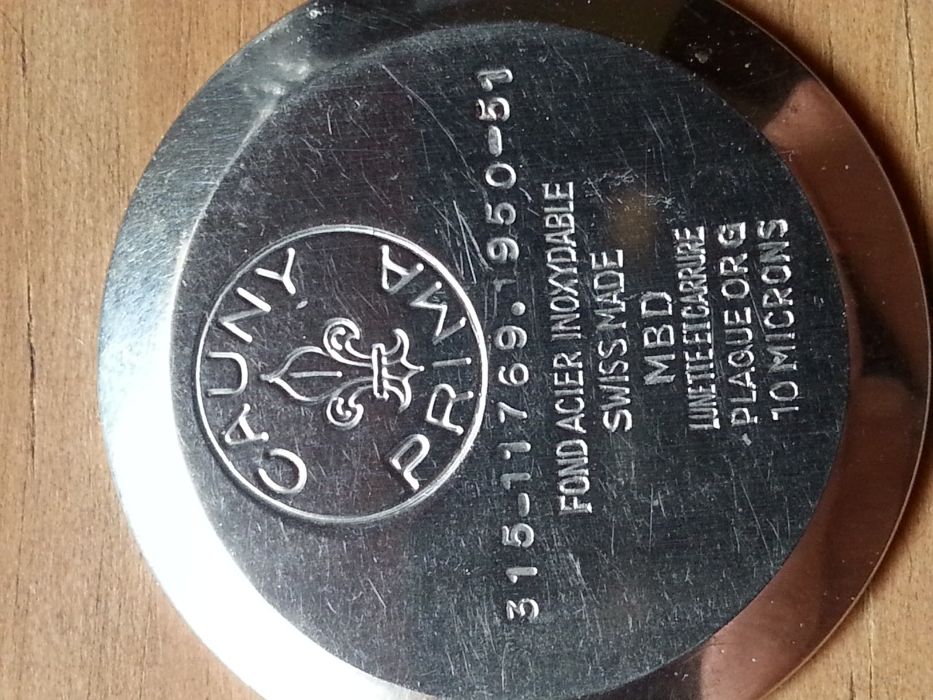 CAUNY
PRIMA
315-11769.1950-51
FOND ACIER INOXYDABLE
SWISS MADE
MBD
LUNETTE ET CARRURE
PLAQUE OR G
10 MICRONS